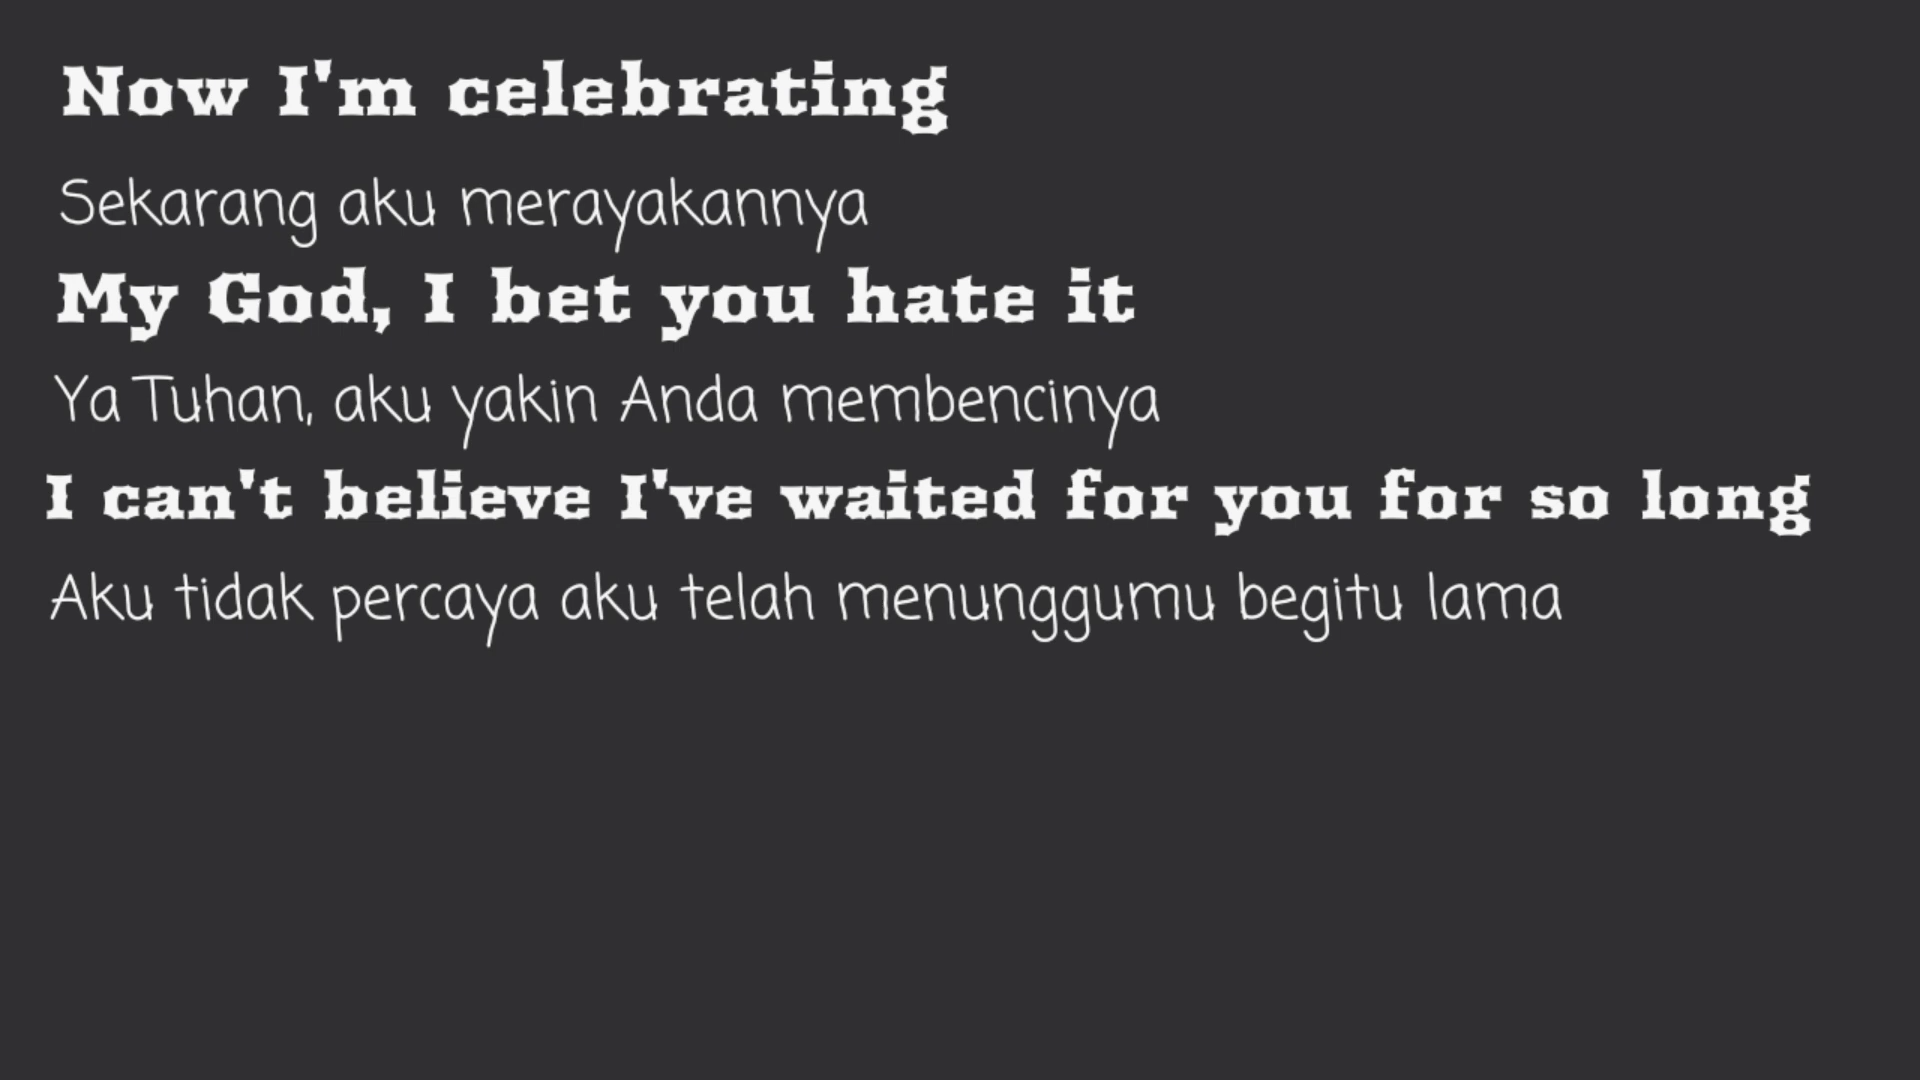 Now I'm celebrating
Sekarang aku merayakannya
My God, I bet you hate it
Ya Tuhan, aku yakin Anda membencinya
I can't believe I've waited for you for so long
Aku tidak percaya aku telah menunggumu begitu lama